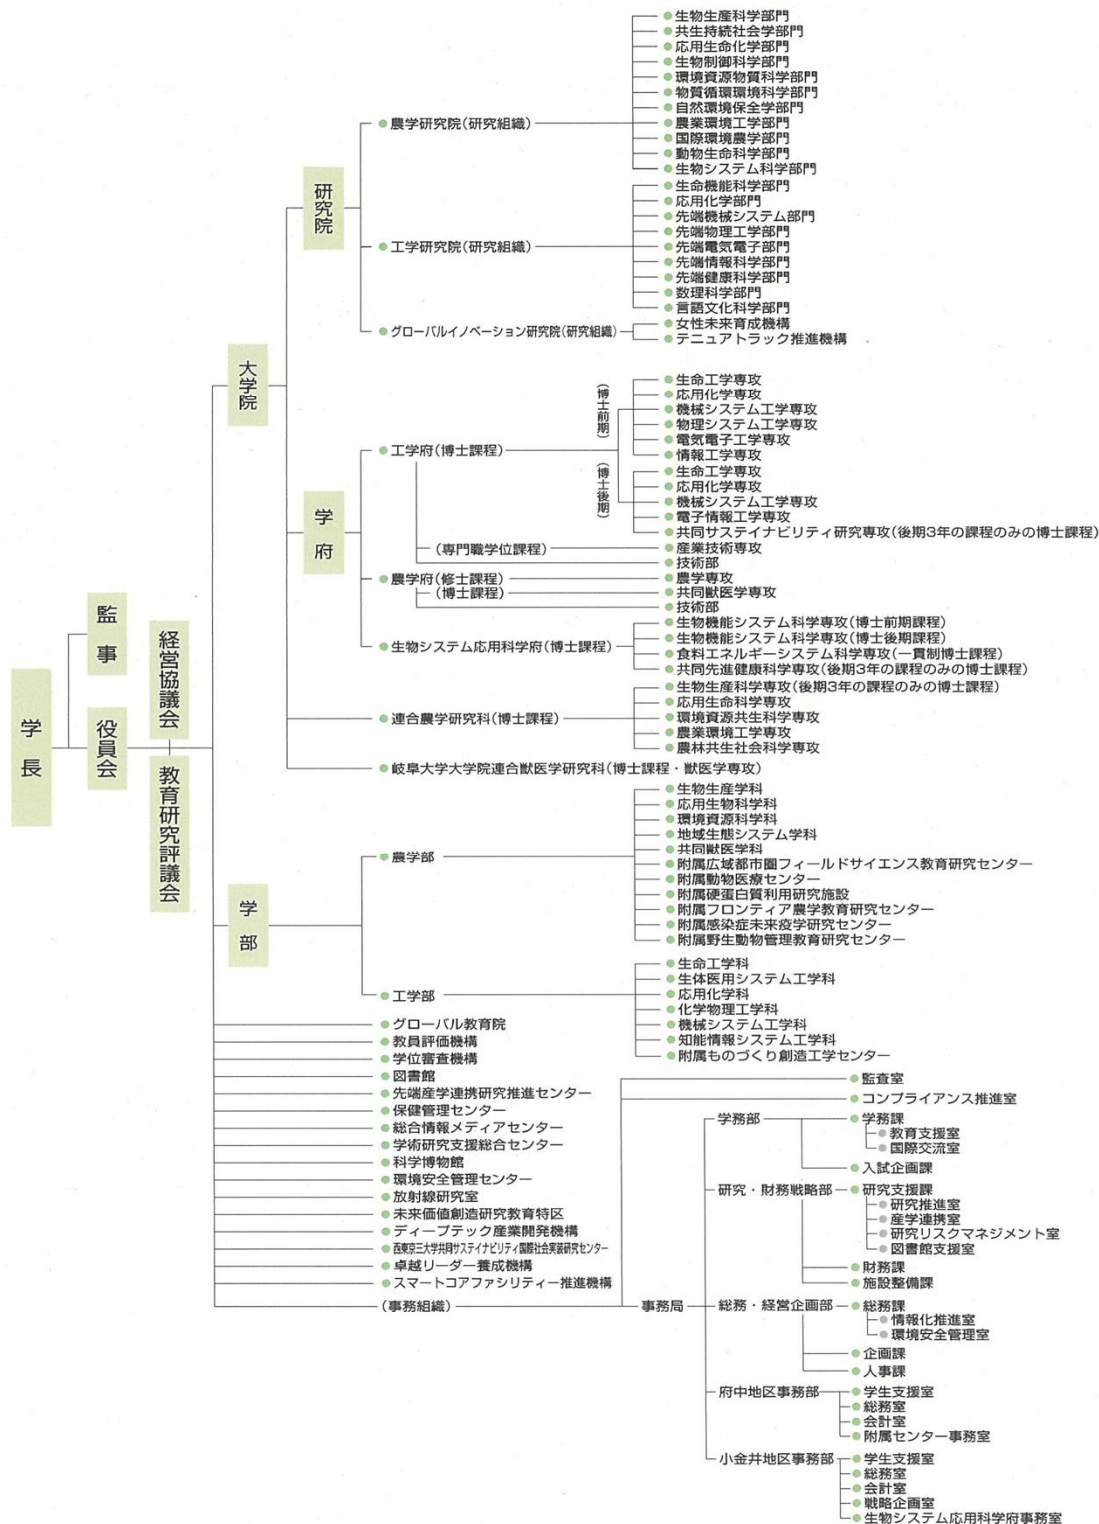 学長
監事
役員会
経営協議会
教育研究評議会
大学院
研究院
農学研究院(研究組織)
生物生産科学部門
共生持続社会学部門
応用生命化学部門
生物制御科学部門
環境資源物質科学部門
物質循環環境科学部門
自然環境保全学部門
農業環境工学部門
国際環境農学部門
動物生命科学部門
生物システム科学部門
工学研究院(研究組織)
生命機能科学部門
応用化学部門
先端機械システム部門
先端物理工学部門
先端電気電子部門
先端情報科学部門
先端健康科学部門
数理科学部門
言語文化科学部門
グローバルイノベーション研究院(研究組織)
女性未来育成機構
テニュアトラック推進機構
学府
工学府(博士課程)
(博士前期)
生命工学専攻
応用化学専攻
機械システム工学専攻
物理システム工学専攻
電気電子工学専攻
情報工学専攻
(博士後期)
生命工学専攻
応用化学専攻
機械システム工学専攻
電子情報工学専攻
共同サステイナビリティ研究専攻(後期3年の課程のみの博士課程)
(専門職学位課程)
産業技術専攻
技術部
農学府(修士課程)
農学専攻
(博士課程)
共同獣医学専攻
技術部
生物システム応用科学府(博士課程)
生物機能システム科学専攻(博士前期課程)
生物機能システム科学専攻(博士後期課程)
食料エネルギーシステム科学専攻(一貫制博士課程)
共同先進健康科学専攻(後期3年の課程のみの博士課程)
連合農学研究科(博士課程)
生物生産科学専攻(後期3年の課程のみの博士課程)
応用生命科学専攻
環境資源共生科学専攻
農業環境工学専攻
農林共生社会科学専攻
岐阜大学大学院連合獣医学研究科(博士課程・獣医学専攻)
学部
農学部
生物生産学科
応用生物科学科
環境資源科学科
地域生態システム学科
共同獣医学科
附属広域都市圏フィールドサイエンス教育研究センター
附属動物医療センター
附属硬蛋白質利用研究施設
附属フロンティア農学教育研究センター
附属感染症未来疫学研究センター
附属野生動物管理教育研究センター
工学部
生命工学科
生体医用システム工学科
応用化学科
化学物理工学科
機械システム工学科
知能情報システム工学科
附属ものづくり創造工学センター
グローバル教育院
教員評価機構
学位審査機構
図書館
先端産学連携研究推進センター
保健管理センター
総合情報メディアセンター
学術研究支援総合センター
科学博物館
環境安全管理センター
放射線研究室
未来価値創造研究教育特区
ディープテック産業開発機構
西東京三大学共同サステイナビリティ国際社会実装研究センター
卓越リーダー養成機構
スマートコアファシリティー推進機構
(事務組織)
監査室
コンプライアンス推進室
事務局
学務部
学務課
教育支援室
国際交流室
入試企画課
研究・財務戦略部
研究支援課
研究推進室
産学連携室
研究リスクマネジメント室
図書館支援室
財務課
施設整備課
総務・経営企画部
総務課
情報化推進室
環境安全管理室
企画課
人事課
府中地区事務部
学生支援室
総務室
会計室
附属センター事務室
小金井地区事務部
学生支援室
総務室
会計室
戦略企画室
生物システム応用科学府事務室